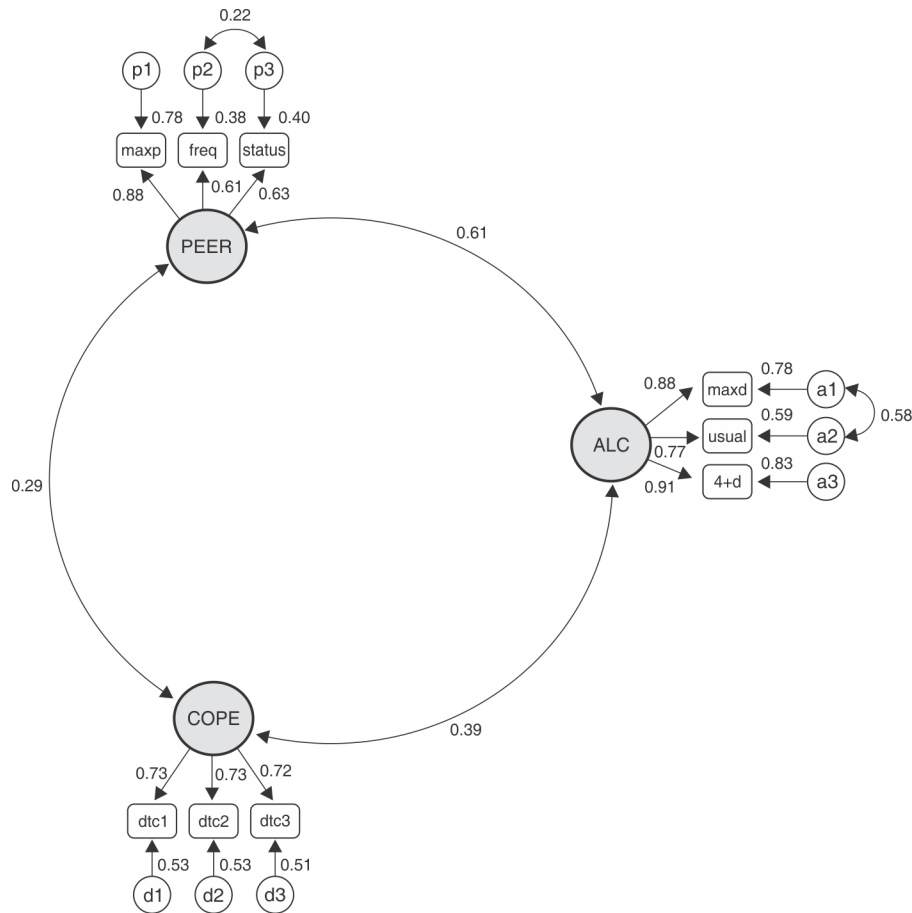 0.22
p1 p2 p3
0.78 0.38 0.40
maxp freq status
0.88 0.61 0.63
PEER
0.61
0.78
0.88 maxd a1
0.59 0.58
ALC usual a2
0.77 0.83
0.91 4+d a3
0.29
COPE
0.39
0.73 0.73 0.72
dtc1 dtc2 dtc3
0.53 0.53 0.51
d1 d2 d3